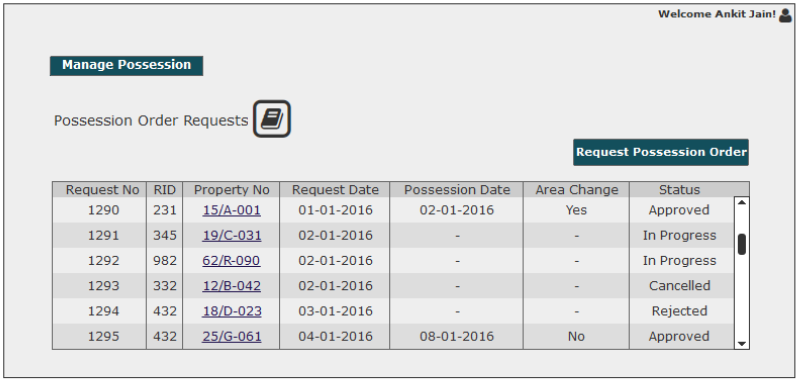 Welcome Ankit Jain!
Manage Possession
Possession Order Requests
Request Possession Order
Request No RID Property No Request Date Possession Date Area Change Status
1290 231 15/A-001 01-01-2016 02-01-2016 Yes Approved
1291 345 19/C-031 02-01-2016 - - In Progress
1292 982 62/R-090 02-01-2016 - - In Progress
1293 332 12/B-042 02-01-2016 - - Cancelled
1294 432 18/D-023 03-01-2016 - - Rejected
1295 432 25/G-061 04-01-2016 08-01-2016 No Approved